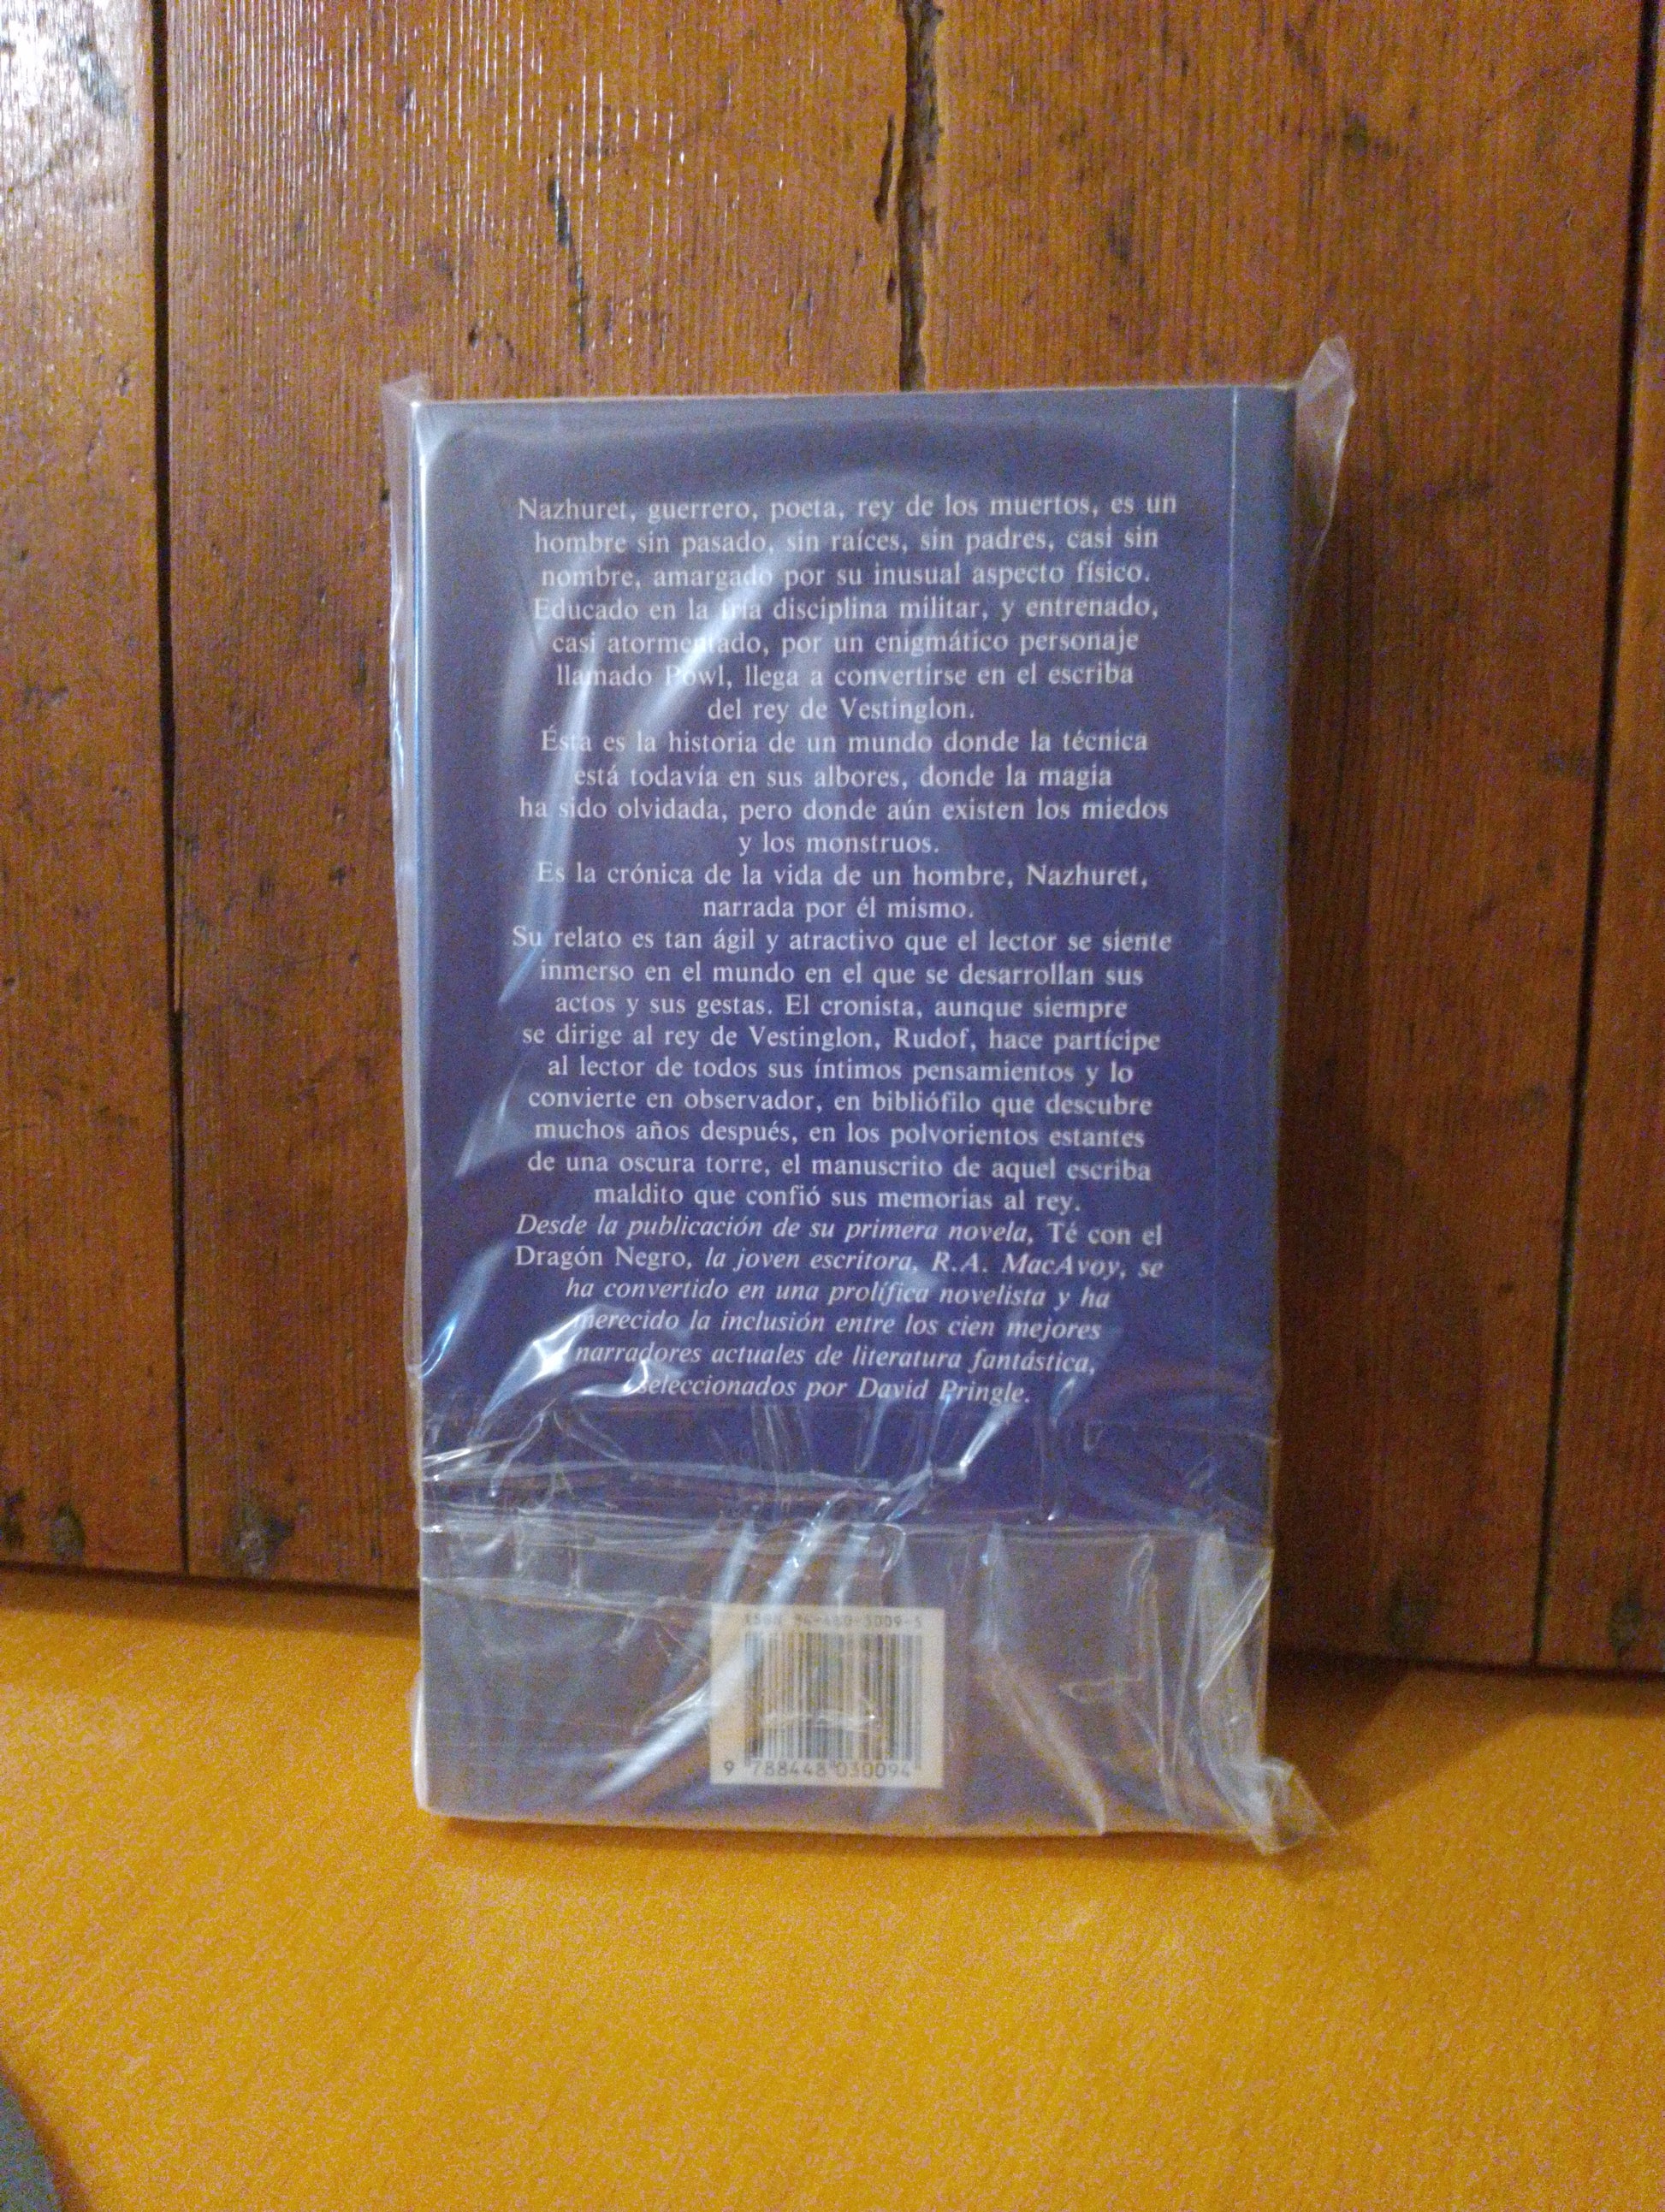 Nazhuret, guerrero, poeta, rey de los muertos, es un
hombre sin pasado, sin raíces, sin padres, casi sin
nombre, amargado por su inusual aspecto físico.
Educado en la fría disciplina militar, y entrenado,
casi atormentado, por un enigmático personaje
llamado Powl, llega a convertirse en el escriba
del rey de Vestinglon.
Ésta es la historia de un mundo donde la técnica
está todavía en sus albores, donde la magia
ha sido olvidada, pero donde aún existen los miedos
y los monstruos.
Es la crónica de la vida de un hombre, Nazhuret,
narrada por él mismo.
Su relato es tan ágil y atractivo que el lector se siente
inmerso en el mundo en el que se desarrollan sus
actos y sus gestas. El cronista, aunque siempre
se dirige al rey de Vestinglon, Rudof, hace partícipe
al lector de todos sus íntimos pensamientos y lo
convierte en observador, en bibliófilo que descubre
muchos años después, en los polvorientos estantes
de una oscura torre, el manuscrito de aquel escriba
maldito que confió sus memorias al rey.
Desde la publicación de su primera novela, Té con el
Dragón Negro, la joven escritora, R.A. MacAvoy, se
ha convertido en una prolífica novelista y ha
merecido la inclusión entre los cien mejores
narradores actuales de literatura fantástica,
seleccionados por David Pringle.
ISBN 84-480-3009-5
9 788448 030094